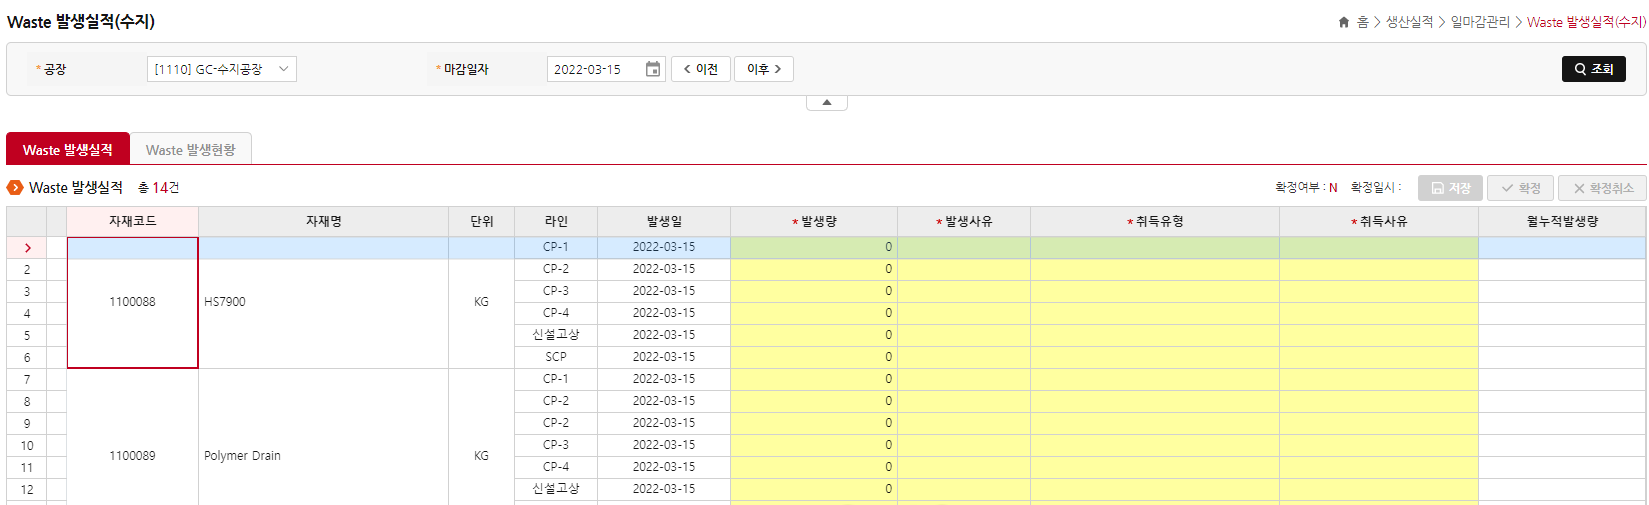 Waste 발생실적(수지)
홈 > 생산실적 > 일마감관리 > Waste 발생실적(수지)
* 공장 [1110] GC-수지공장 * 마감일자 2022-03-15 < 이전 이후 > 조회
Waste 발생실적 Waste 발생현황
Waste 발생실적 총 14건 확정여부 : N 확정일시 : 저장 확정 확정취소
자재코드 자재명 단위 라인 발생일 * 발생량 * 발생사유 * 취득유형 * 취득사유 월누적발생량
> CP-1 2022-03-15 0
2 CP-2 2022-03-15 0
3 CP-3 2022-03-15 0
1100088 HS7900 KG
4 CP-4 2022-03-15 0
5 신설고상 2022-03-15 0
6 SCP 2022-03-15 0
7 CP-1 2022-03-15 0
8 CP-2 2022-03-15 0
9 CP-2 2022-03-15 0
10 CP-3 2022-03-15 0
1100089 Polymer Drain KG
11 CP-4 2022-03-15 0
12 신설고상 2022-03-15 0